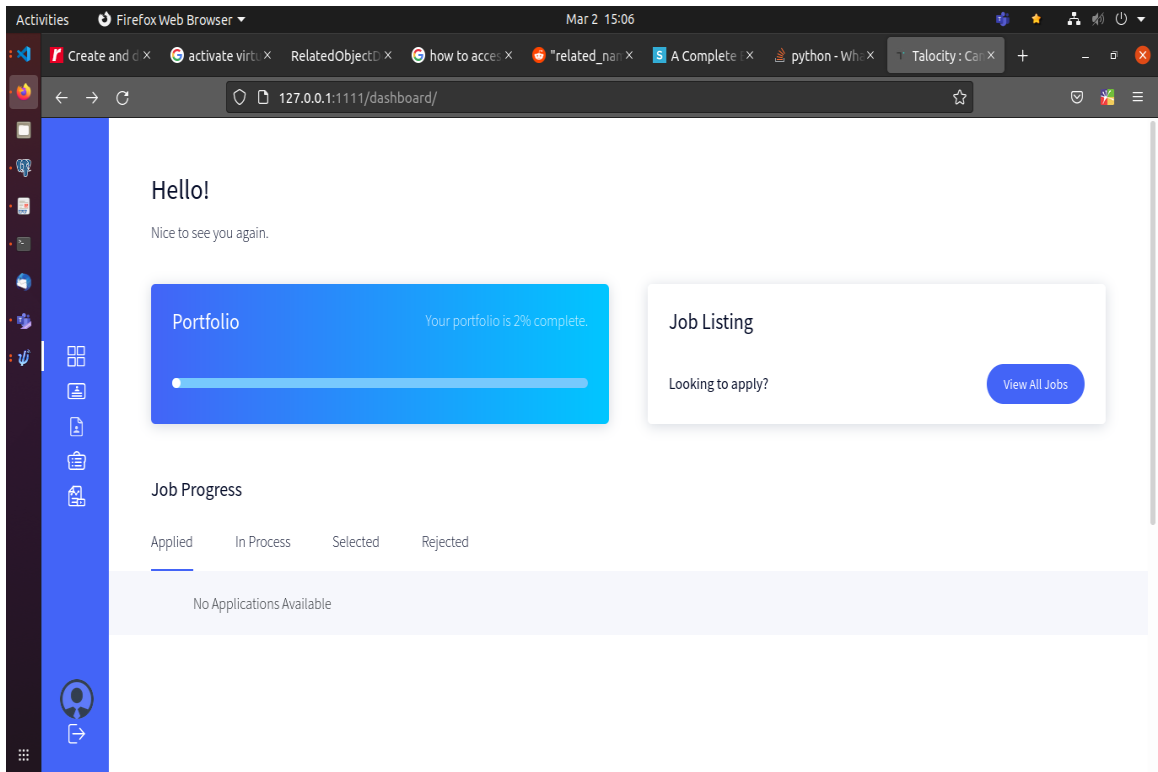 Activities Firefox Web Browser Mar 2 15:06
Create and d activate virtu RelatedObjectD how to acces "related_nam A Complete python - Wha Talocity : Can
127.0.0.1:1111/dashboard/
Hello!
Nice to see you again.
Portfolio Your portfolio is 2% complete.
Job Listing
Looking to apply? View All Jobs
Job Progress
Applied In Process Selected Rejected
No Applications Available